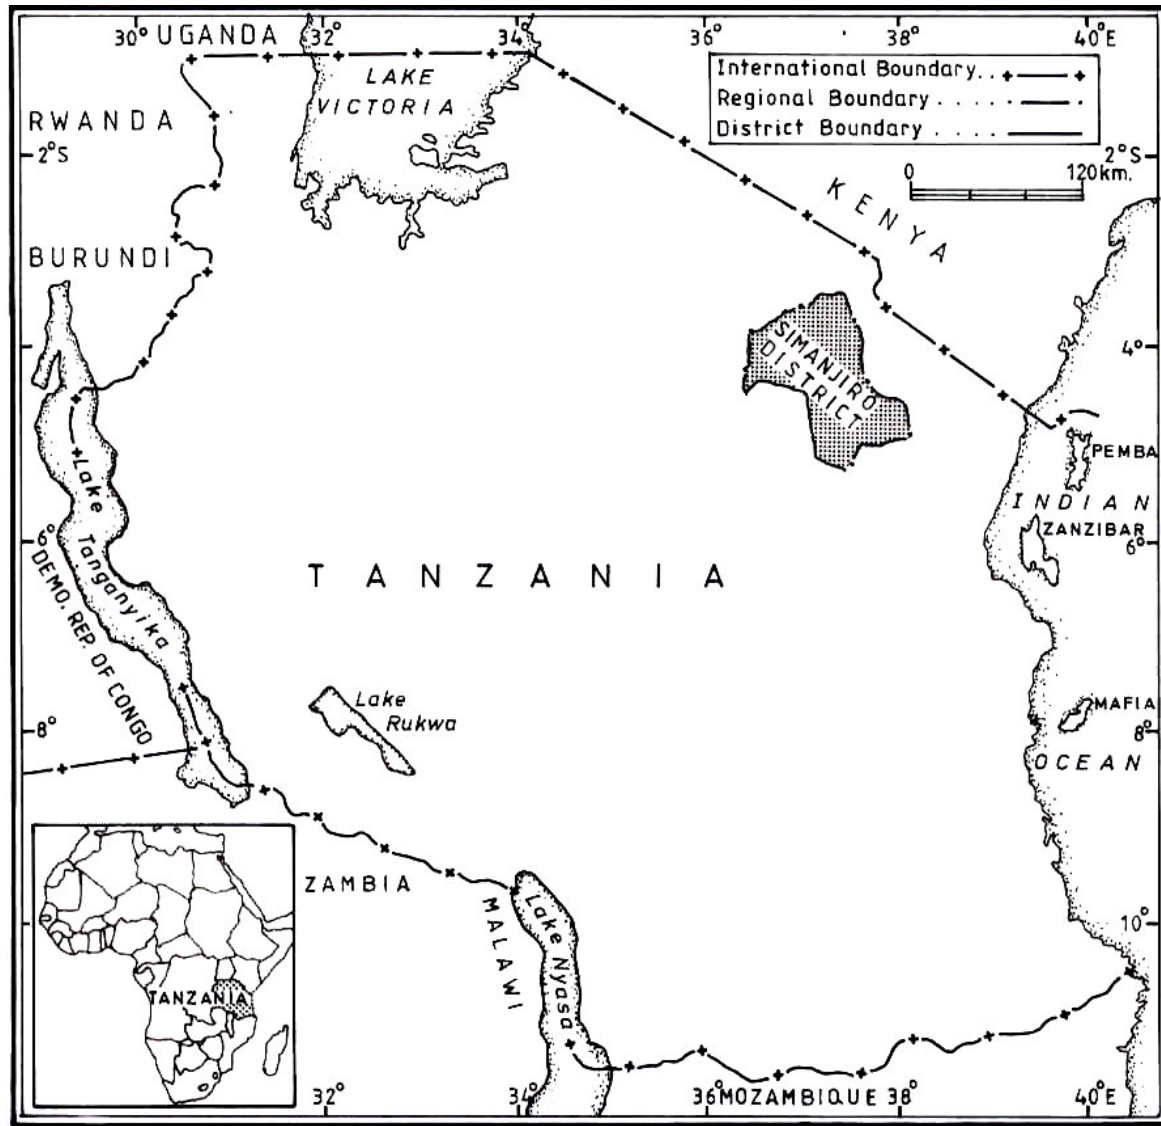 30° UGANDA 32° 34° 36° 38° 40°E
International Boundary..
Regional Boundary .....
District Boundary ....
0 120km.
LAKE
VICTORIA
RWANDA
2°S
2°S
KENYA
BURUNDI
SIMANJIRO
DISTRICT
4°
PEMBA
INDIAN
ZANZIBAR
6°
6°
Lake
Tanganyika
DEMO. REP. OF CONGO
TANZANIA
Lake
Rukwa
MAFIA
8°
8°
OCEAN
ZAMBIA
MALAWI
Lake Nyasa
10°
TANZANIA
32° 34° 36° MOZAMBIQUE 38° 40°E